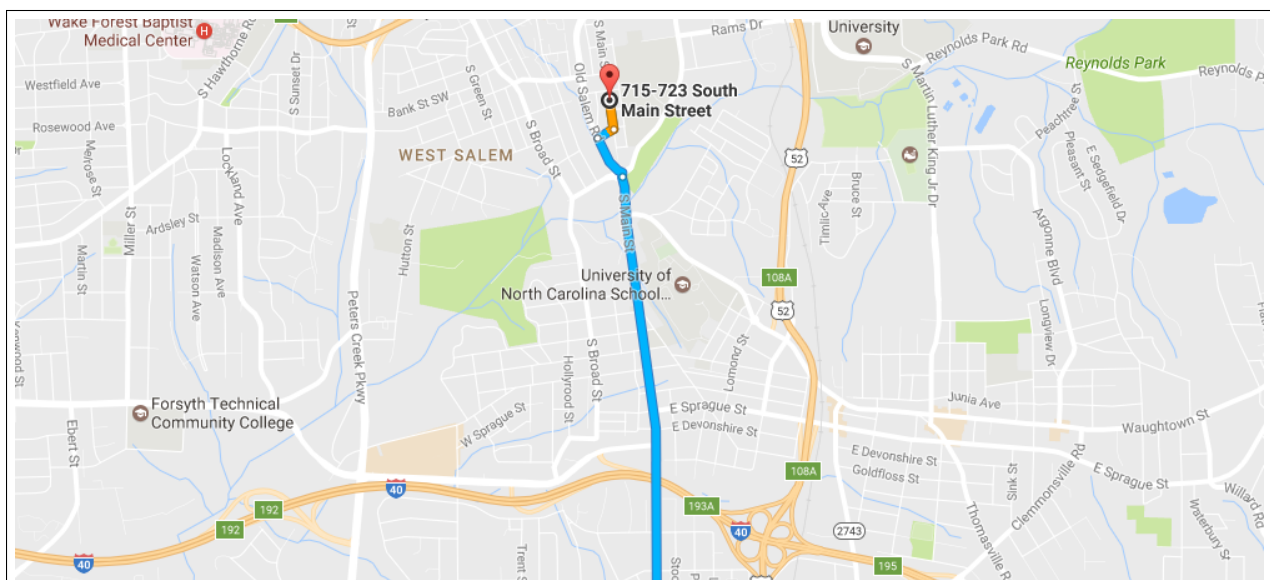 Wake Forest Baptist
Medical Center
H
S Hawthorne Rd
S Sunset Dr
Westfield Ave
Rosewood Ave
Melrose St
Lockland Ave
Bank St SW
S Green St
S Broad St
S Main St
Old Salem Rd
Rams Dr
University
Reynolds Park Rd
Reynolds Park
Reynolds P
715-723 South
Main Street
WEST SALEM
52
S Martin Luther King Jr Dr
Peachtree St
Pleasant St
E Sedgefield Dr
Bruce St
Timlic Ave
Argonne Blvd
Miller St
Ardsley St
Martin St
Watson Ave
Madison Ave
Hutton St
Peters Creek Pkwy
S Main St
University of
North Carolina School...
108A
52
Longview Dr
Lomond St
S Broad St
Hollyrood St
Forsyth Technical
Community College
Ebert St
W Sprague St
E Sprague St
E Devonshire St
Junia Ave
Waughtown St
E Devonshire St
Goldfloss St
E Sprague St
Sink St
Clemmonsville Rd
Thomasville Rd
Willard Rd
Waterbury St
108A
40
192
192
193A
40
2743
195
40
Trent S